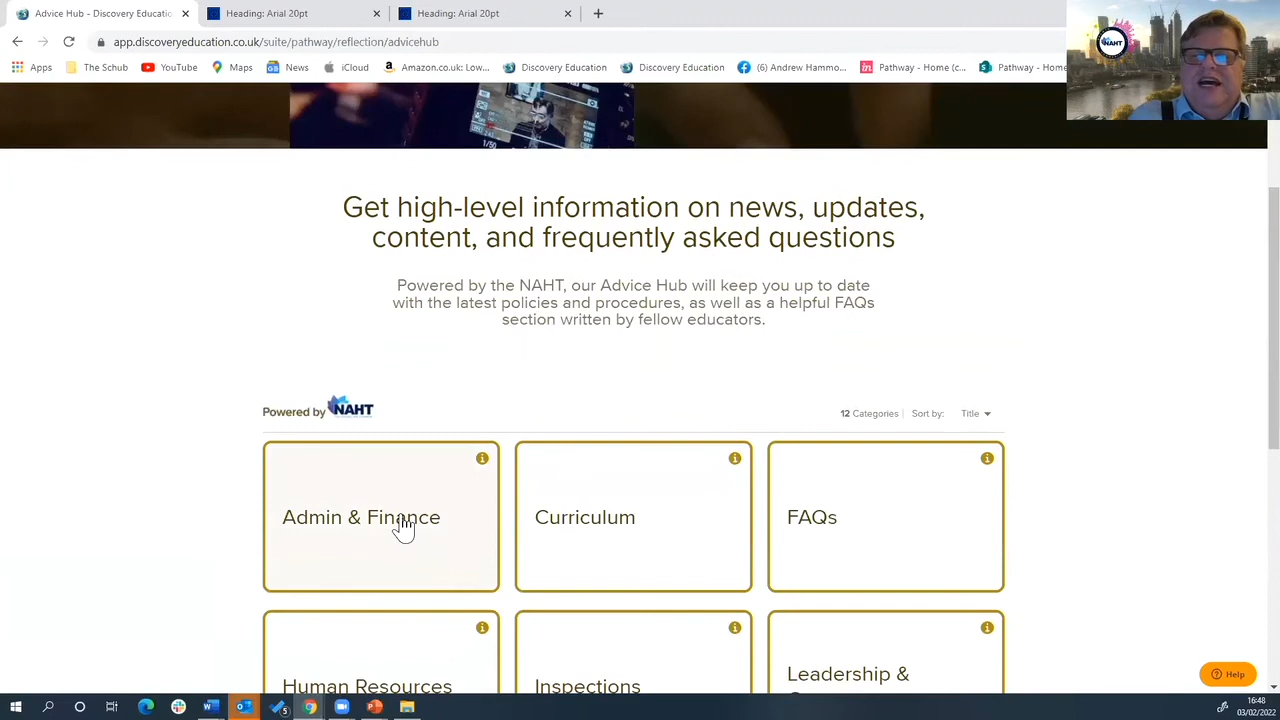 Advice Hub - Discovery Education
Heading: Arial 20pt
Heading: Arial 20pt
app.discoveryeducation.co.uk/suite/pathway/reflection/advicehub
Apps
The Schub
YouTube
Maps
News
iCloud
Amazon.co.uk: Low...
Discovery Education
Discovery Education
(6) Andrew Hammo...
Pathway - Home (c...
Pathway - Home
NAHT
1/50
Get high-level information on news, updates,
content, and frequently asked questions
Powered by the NAHT, our Advice Hub will keep you up to date
with the latest policies and procedures, as well as a helpful FAQs
section written by fellow educators.
Powered by NAHT
12 Categories
Sort by: Title
Admin & Finance
Curriculum
FAQs
Human Resources
Inspections
Leadership &
Help
16:48
03/02/2022